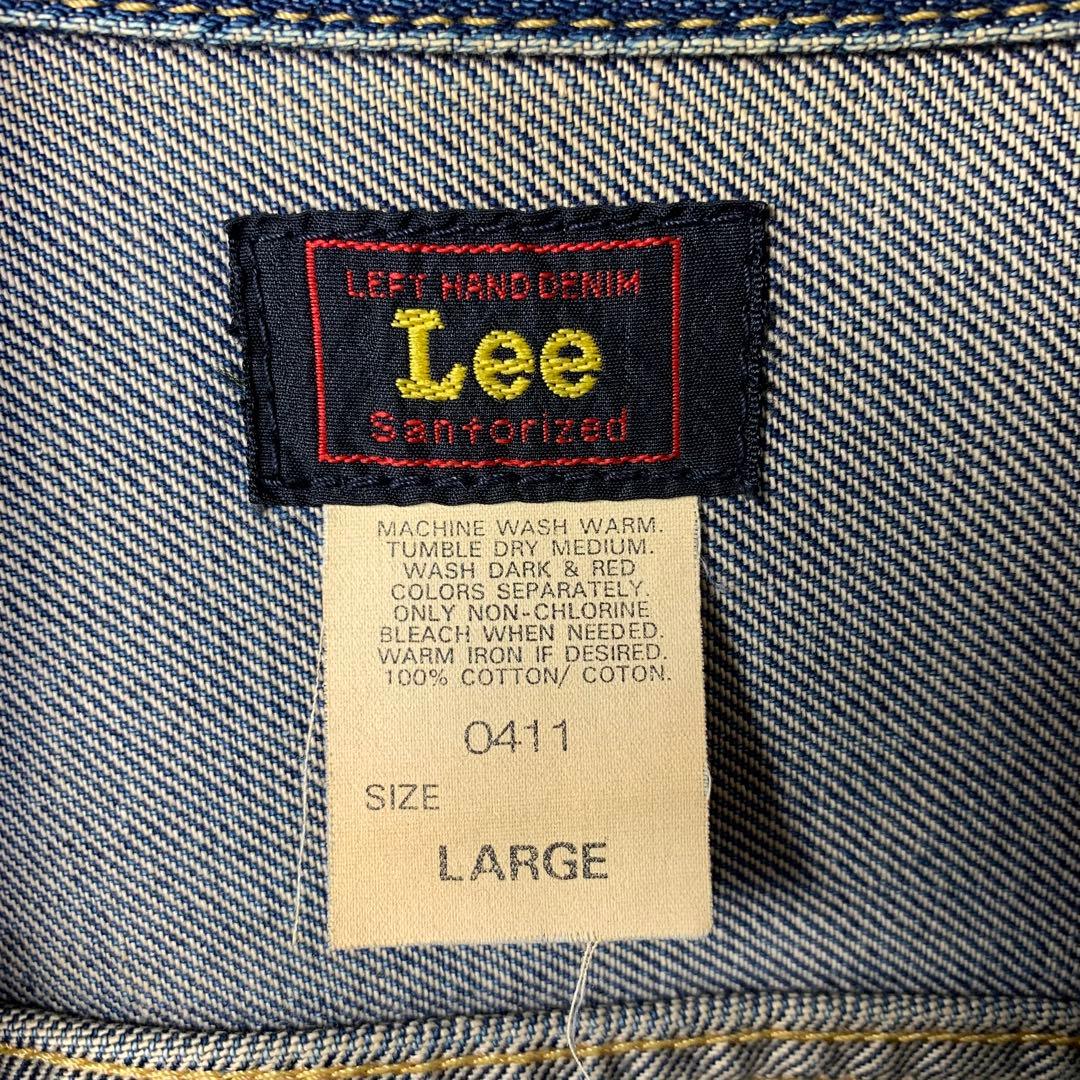 LEFT HAND DENIM
Lee
Santorized
MACHINE WASH WARM.
TUMBLE DRY MEDIUM.
WASH DARK & RED
COLORS SEPARATELY.
ONLY NON-CHLORINE
BLEACH WHEN NEEDED.
WARM IRON IF DESIRED.
100% COTTON/ COTON.
0411
SIZE
LARGE